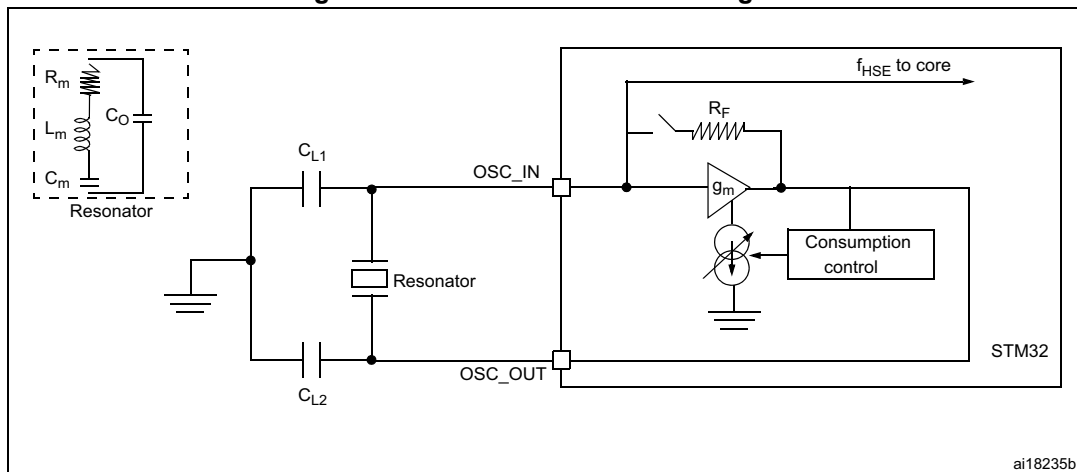 f_HSE to core
R_m
R_F
C_O
L_m
C_L1
OSC_IN
g_m
C_m
Resonator
Consumption
control
Resonator
STM32
OSC_OUT
C_L2
ai18235b